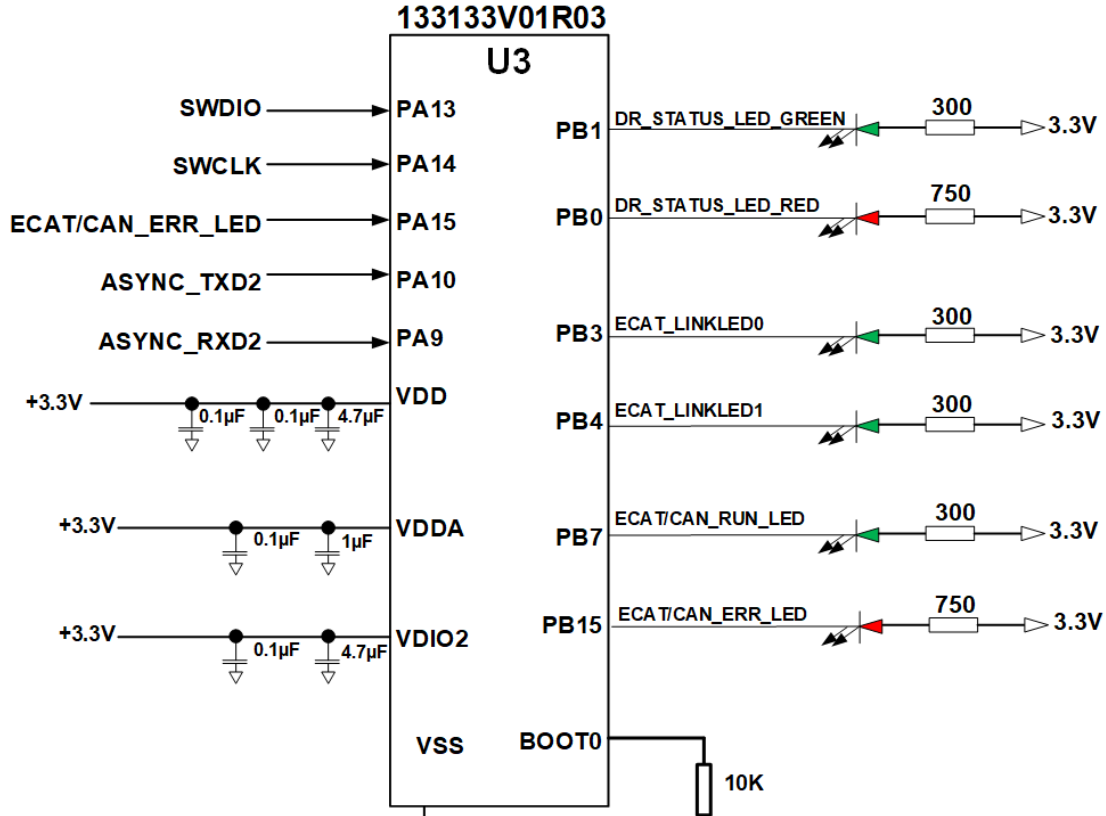 133133V01R03
U3
SWDIO
PA13
SWCLK
PA14
ECAT/CAN_ERR_LED
PA15
ASYNC_TXD2
PA10
ASYNC_RXD2
PA9
+3.3V
0.1µF
0.1µF
4.7µF
VDD
+3.3V
0.1µF
1µF
VDDA
+3.3V
0.1µF
4.7µF
VDIO2
VSS
PB1
DR_STATUS_LED_GREEN
300
3.3V
PB0
DR_STATUS_LED_RED
750
3.3V
PB3
ECAT_LINKLED0
300
3.3V
PB4
ECAT_LINKLED1
300
3.3V
PB7
ECAT/CAN_RUN_LED
300
3.3V
PB15
ECAT/CAN_ERR_LED
750
3.3V
BOOT0
10K